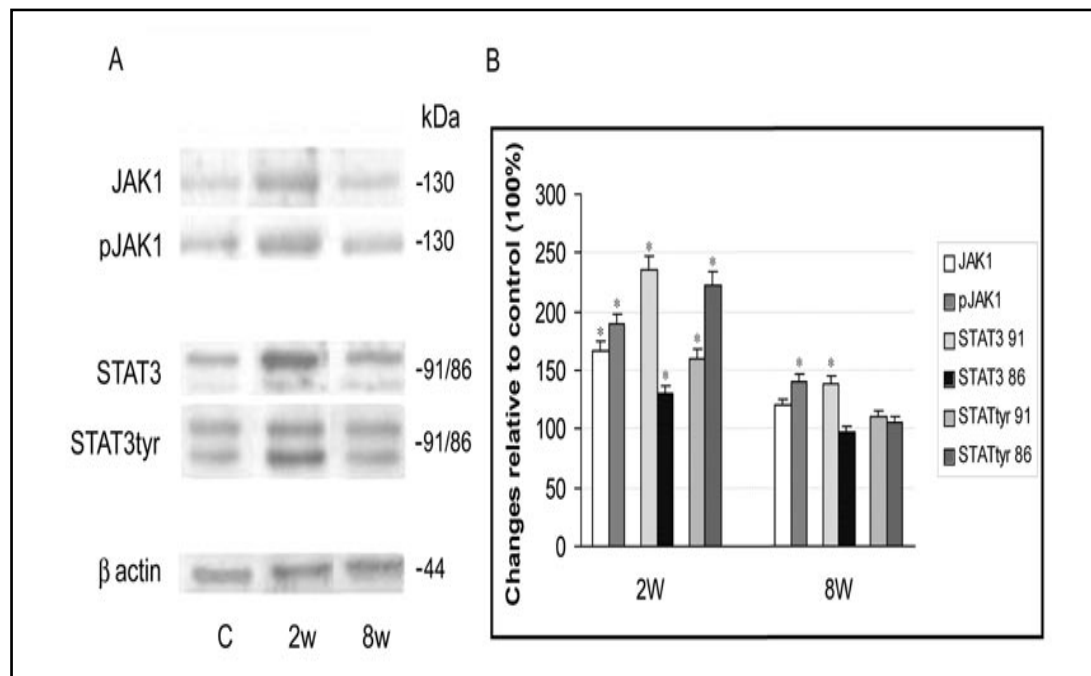 A
kDa
JAK1
-130
pJAK1
-130
STAT3
-91/86
STAT3tyr
-91/86
β actin
-44
C 2w 8w
B
Changes relative to control (100%)
300
250
200
150
100
50
0
* * * * * *
* *
2W 8W
JAK1
pJAK1
STAT3 91
STAT3 86
STATtyr 91
STATtyr 86